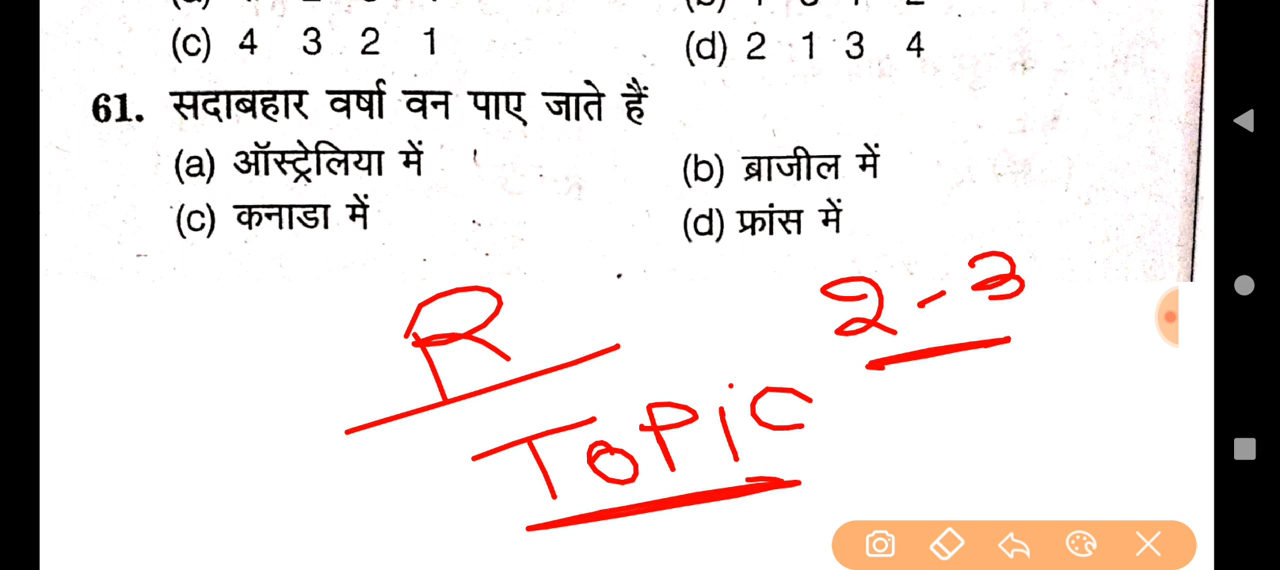 (c) 4 3 2 1 (d) 2 1 3 4
61. सदाबहार वर्षा वन पाए जाते हैं
(a) ऑस्ट्रेलिया में (b) ब्राजील में
(c) कनाडा में (d) फ्रांस में
R 2-3
Topic